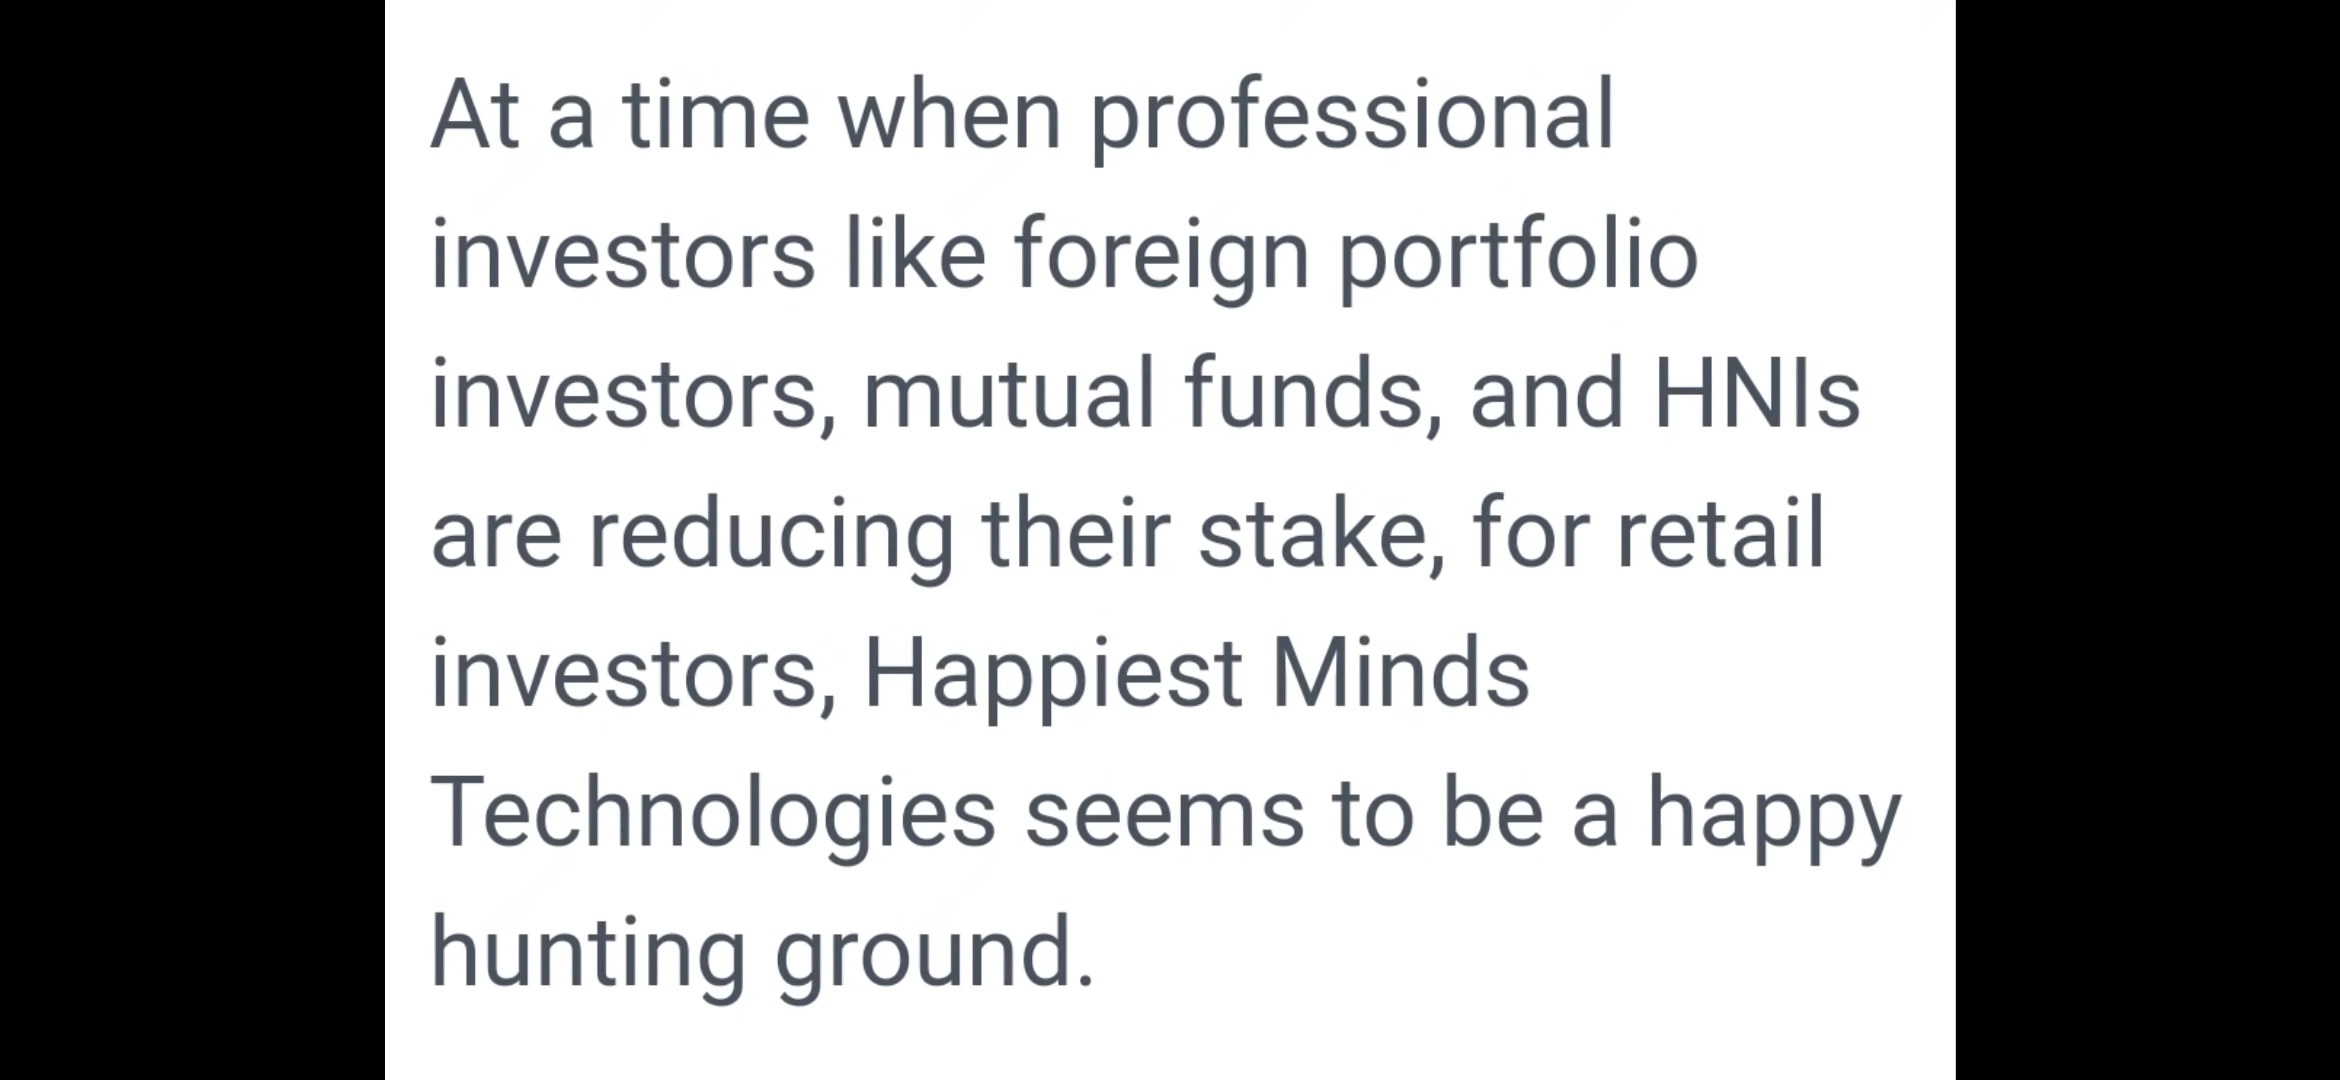 At a time when professional
investors like foreign portfolio
investors, mutual funds, and HNIs
are reducing their stake, for retail
investors, Happiest Minds
Technologies seems to be a happy
hunting ground.